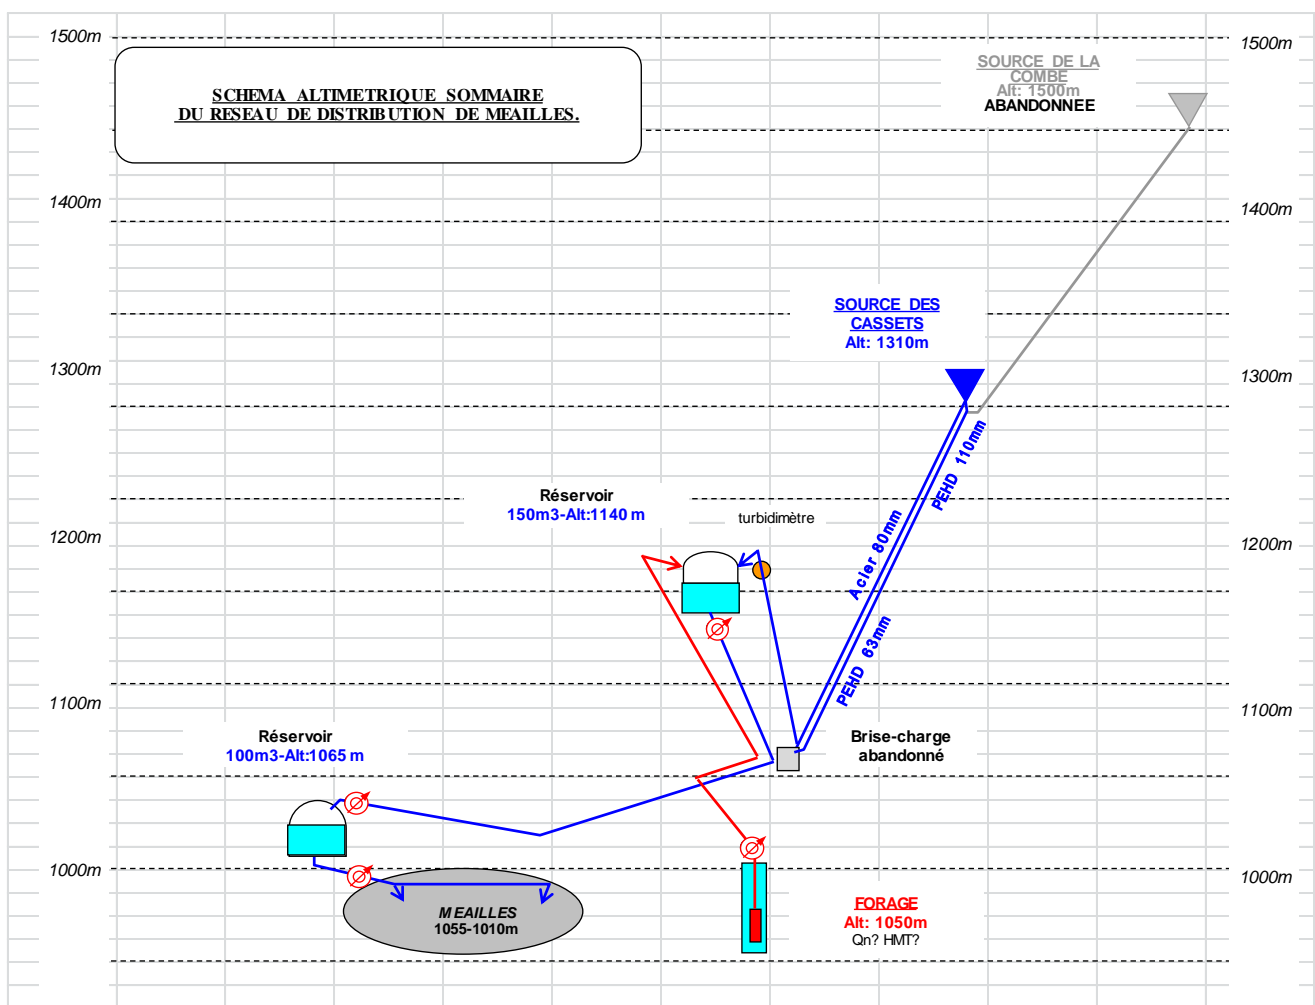 1500m
1500m
SOURCE DE LA
COMBE
Alt: 1500m
ABANDONNEE
SCHEMA ALTIMETRIQUE SOMMAIRE
DU RESEAU DE DISTRIBUTION DE MEAILLES.
1400m
1400m
SOURCE DES
CASSETS
Alt: 1310m
1300m
1300m
PEHD 110mm
Réservoir
150m3-Alt:1140 m
turbidimètre
1200m
1200m
Acier 80mm
PEHD 63mm
1100m
1100m
Réservoir
100m3-Alt:1065 m
Brise-charge
abandonné
1000m
1000m
MEAILLES
1055-1010m
FORAGE
Alt: 1050m
Qn? HMT?